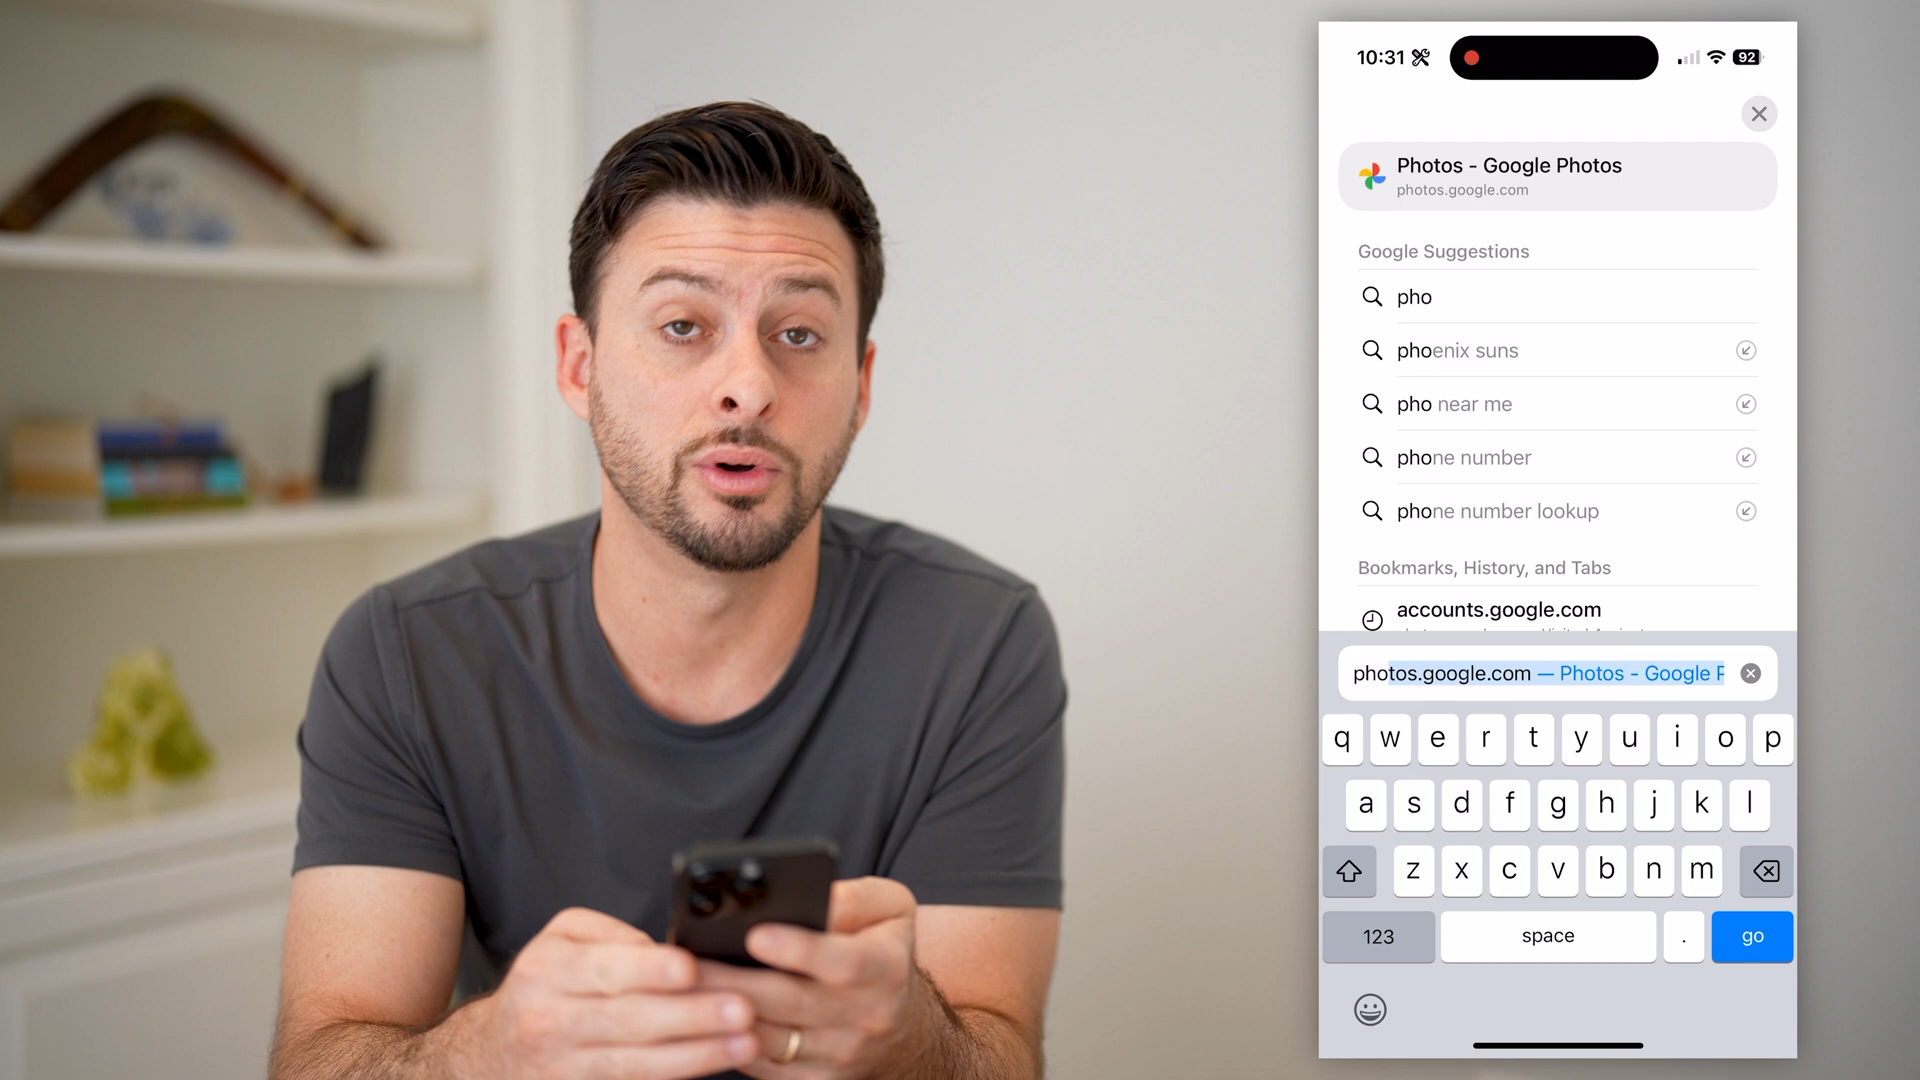 10:31
92
Photos - Google Photos
photos.google.com
Google Suggestions
pho
phoenix suns
pho near me
phone number
phone number lookup
Bookmarks, History, and Tabs
accounts.google.com
photos.google.com — Photos - Google P
q w e r t y u i o p
a s d f g h j k l
z x c v b n m
123 space . go